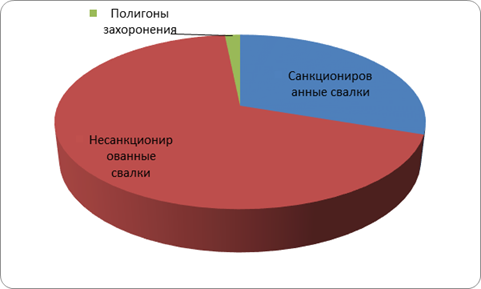 Полигоны
захоронения
Санкциониров
анные свалки
Несанкционир
ованные
свалки